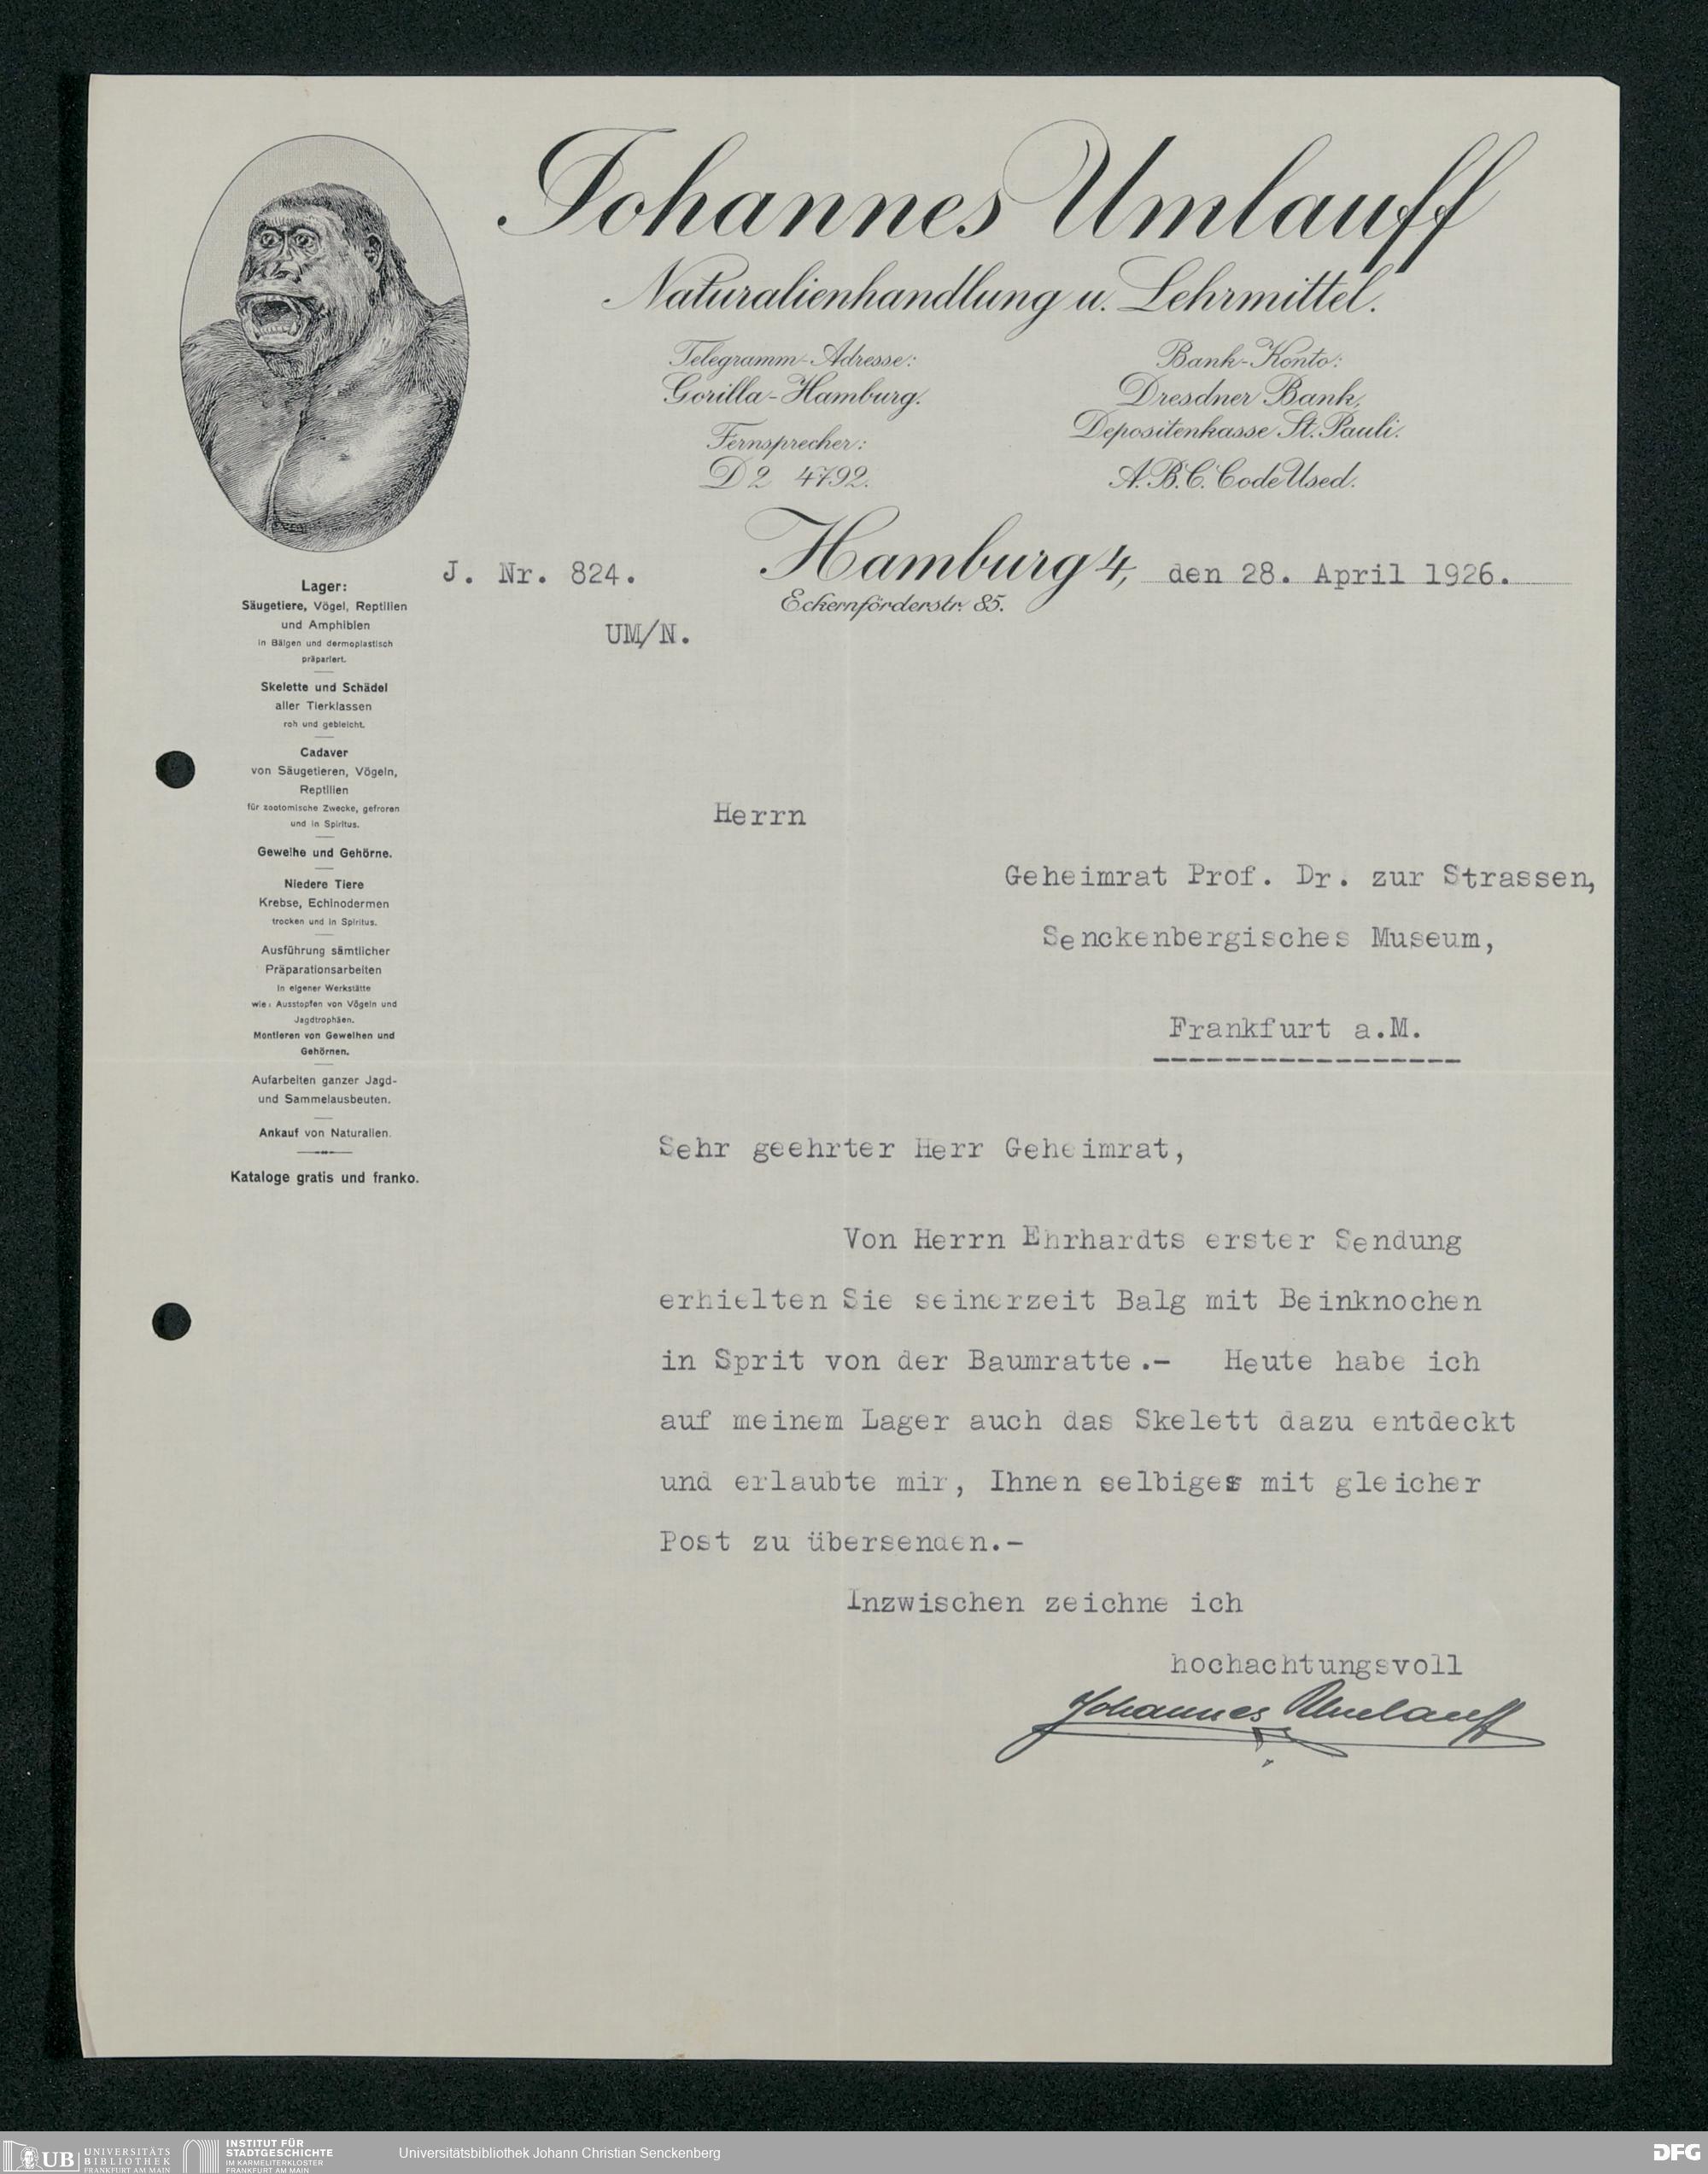 Johannes Umlauff
Naturalienhandlung u. Lehrmittel.
Telegramm-Adresse:
Gorilla-Hamburg.
Fernsprecher:
D 2 4792.
Bank-Konto:
Dresdner Bank,
Depositenkasse St. Pauli.
A.B.C. Code Used.
J. Nr. 824.
Hamburg 4, den 28. April 1926.
Eckernförderstr. 85.
UM/N.
Lager:
Säugetiere, Vögel, Reptilien
und Amphibien
in Bälgen und dermoplastisch
präpariert.
Skelette und Schädel
aller Tierklassen
roh und gebleicht.
Cadaver
von Säugetieren, Vögeln,
Reptilien
für zootomische Zwecke, gefroren
und in Spiritus.
Geweihe und Gehörne.
Niedere Tiere
Krebse, Echinodermen
trocken und in Spiritus.
Ausführung sämtlicher
Präparationsarbeiten
in eigener Werkstätte
wie: Ausstopfen von Vögeln und
Jagdtrophäen.
Montieren von Geweihen und
Gehörnen.
Aufarbeiten ganzer Jagd-
und Sammelausbeuten.
Ankauf von Naturalien.
Kataloge gratis und franko.
Herrn
Geheimrat Prof. Dr. zur Strassen,
Senckenbergisches Museum,
Frankfurt a.M.
Sehr geehrter Herr Geheimrat,
Von Herrn Ehrhardts erster Sendung
erhielten Sie seinerzeit Balg mit Beinknochen
in Sprit von der Baumratte.- Heute habe ich
auf meinem Lager auch das Skelett dazu entdeckt
und erlaubte mir, Ihnen selbiges mit gleicher
Post zu übersenden.-
Inzwischen zeichne ich
hochachtungsvoll
Johannes Umlauff
UB UNIVERSITÄTS
BIBLIOTHEK
FRANKFURT AM MAIN
INSTITUT FÜR
STADTGESCHICHTE
IM KARMELITERKLOSTER
FRANKFURT AM MAIN
Universitätsbibliothek Johann Christian Senckenberg
DFG